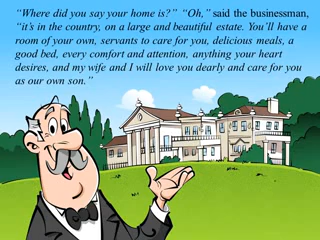 “Where did you say your home is?” “Oh,” said the businessman,
“it’s in the country, on a large and beautiful estate. You’ll have a
room of your own, servants to care for you, delicious meals, a
good bed, every comfort and attention, anything your heart
desires, and my wife and I will love you dearly and care for you
as our own son.”